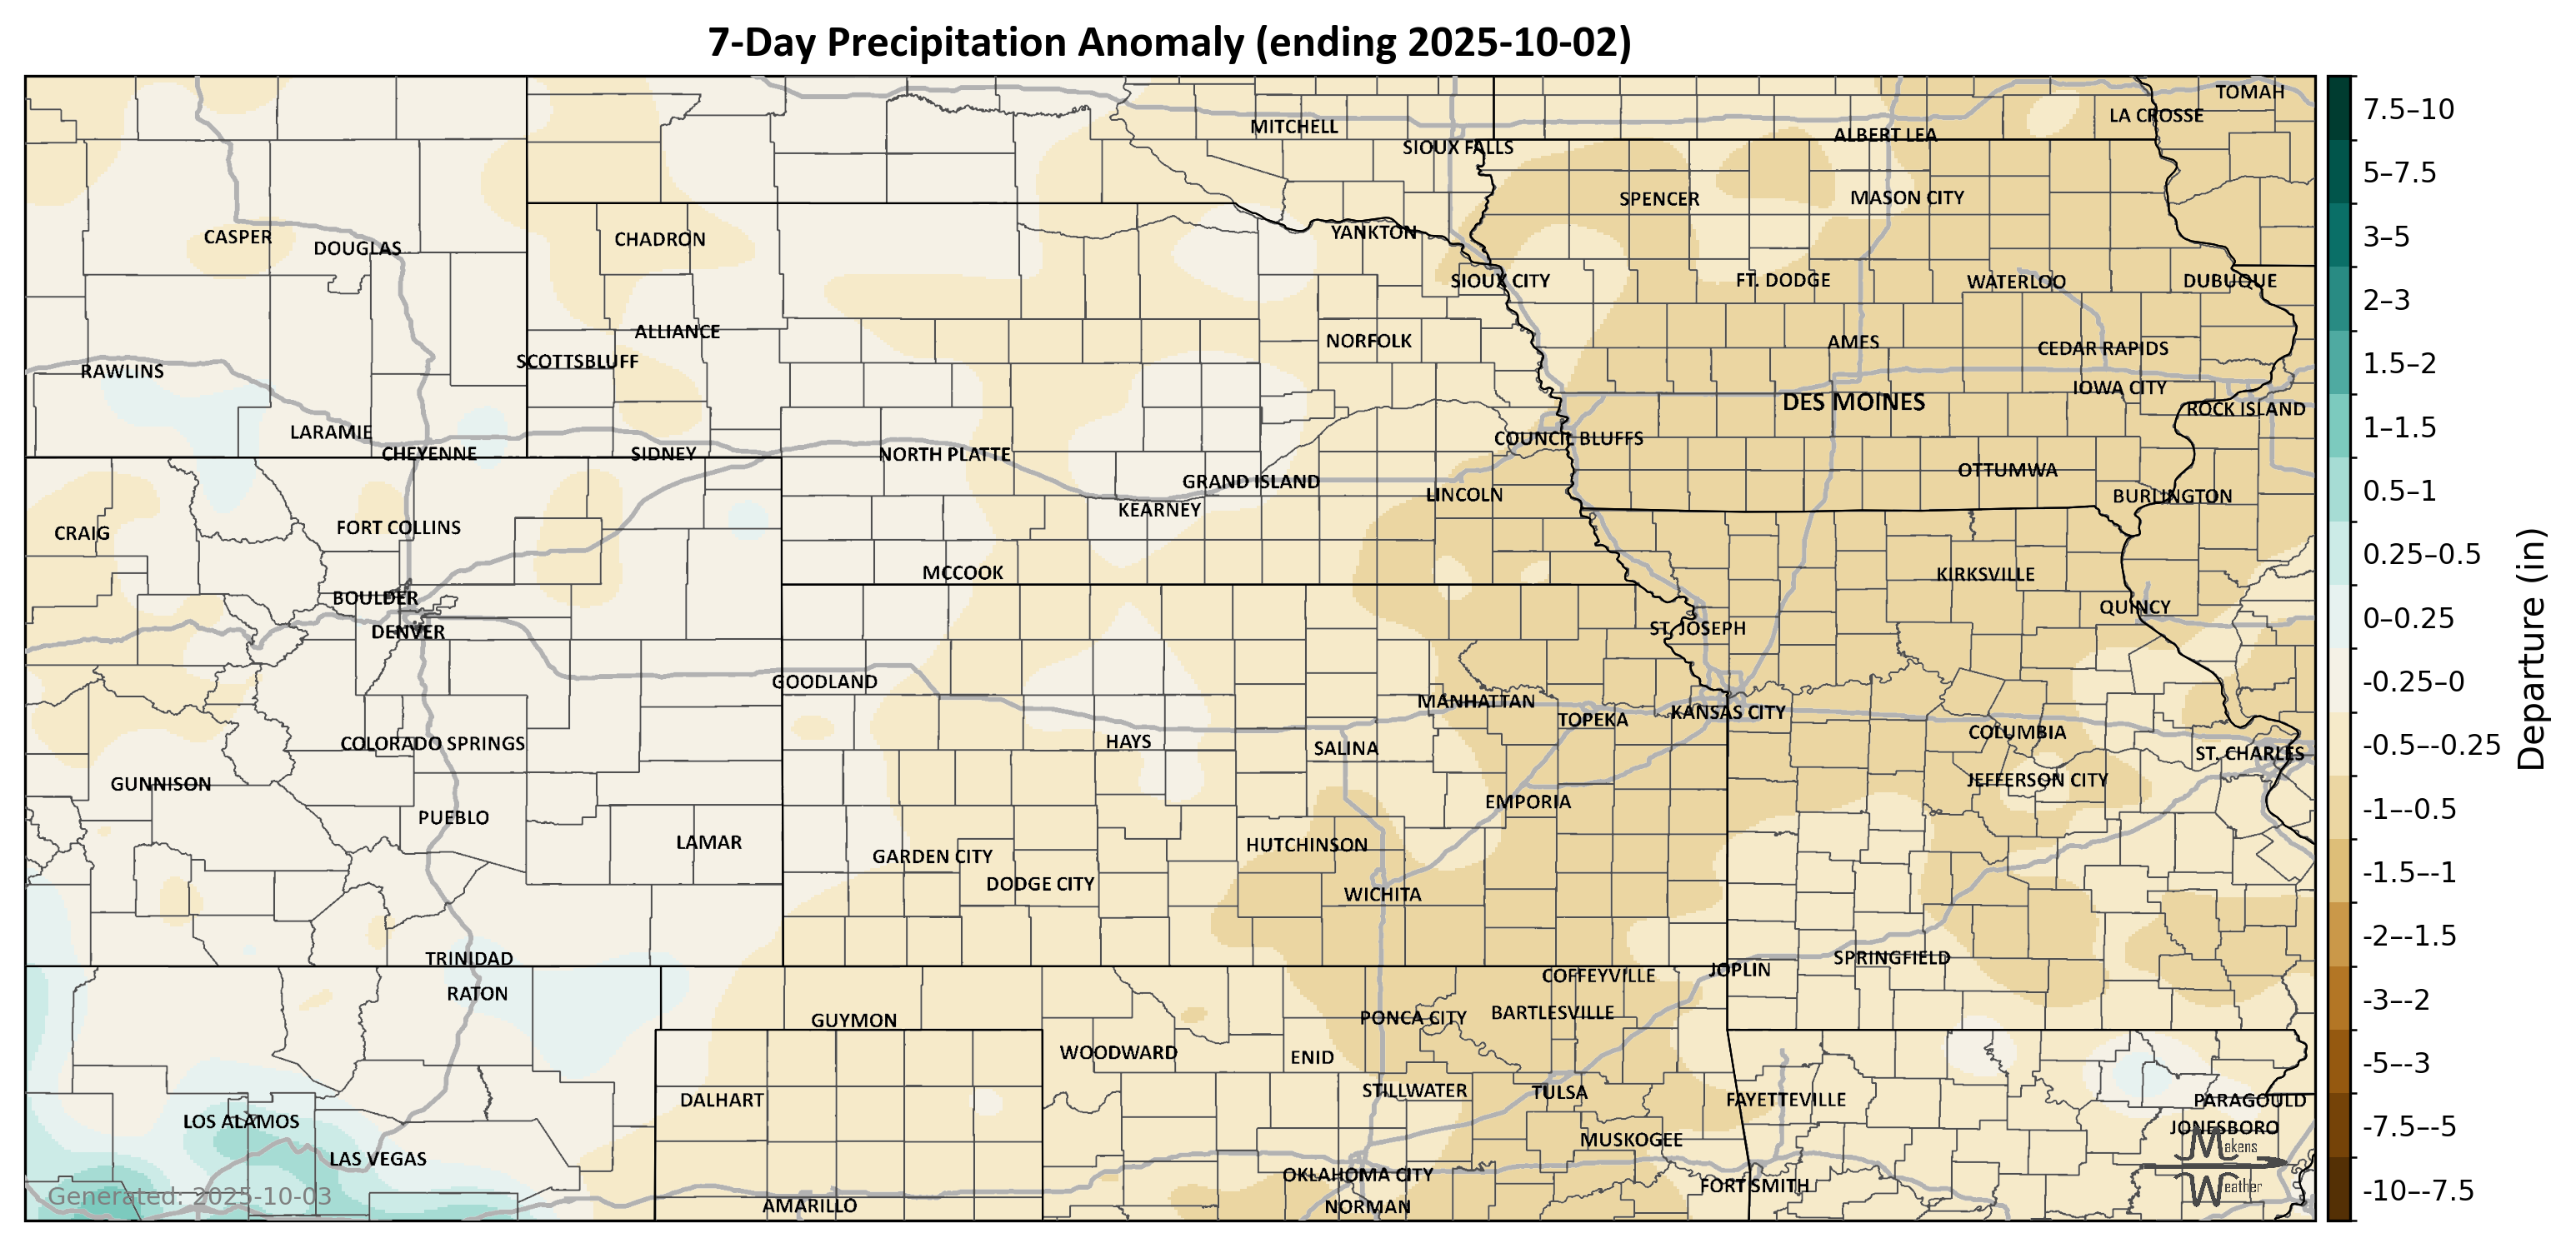 7-Day Precipitation Anomaly (ending 2025-10-02)
TOMAH
LA CROSSE
MITCHELL
ALBERT LEA
SIOUX FALLS
SPENCER
MASON CITY
CASPER
DOUGLAS
CHADRON
YANKTON
SIOUX CITY
FT. DODGE
WATERLOO
DUBUQUE
ALLIANCE
NORFOLK
AMES
CEDAR RAPIDS
SCOTTSBLUFF
RAWLINS
IOWA CITY
DES MOINES
ROCK ISLAND
LARAMIE
CHEYENNE
SIDNEY
NORTH PLATTE
COUNCIL BLUFFS
OTTUMWA
GRAND ISLAND
LINCOLN
BURLINGTON
KEARNEY
CRAIG
FORT COLLINS
MCCOOK
KIRKSVILLE
BOULDER
QUINCY
DENVER
ST. JOSEPH
GOODLAND
MANHATTAN
TOPEKA
KANSAS CITY
COLUMBIA
COLORADO SPRINGS
HAYS
SALINA
ST. CHARLES
GUNNISON
JEFFERSON CITY
PUEBLO
EMPORIA
LAMAR
GARDEN CITY
HUTCHINSON
DODGE CITY
WICHITA
TRINIDAD
SPRINGFIELD
JOPLIN
COFFEYVILLE
RATON
GUYMON
PONCA CITY
BARTLESVILLE
WOODWARD
ENID
STILLWATER
TULSA
DALHART
FAYETTEVILLE
PARAGOULD
LOS ALAMOS
JONESBORO
MUSKOGEE
LAS VEGAS
OKLAHOMA CITY
FORT SMITH
AMARILLO
NORMAN
Makens
Weather
Generated: 2025-10-03
7.5–10
5–7.5
3–5
2–3
1.5–2
1–1.5
0.5–1
0.25–0.5
0–0.25
-0.25–0
-0.5–-0.25
-1–-0.5
-1.5–-1
-2–-1.5
-3–-2
-5–-3
-7.5–-5
-10–-7.5
Departure (in)